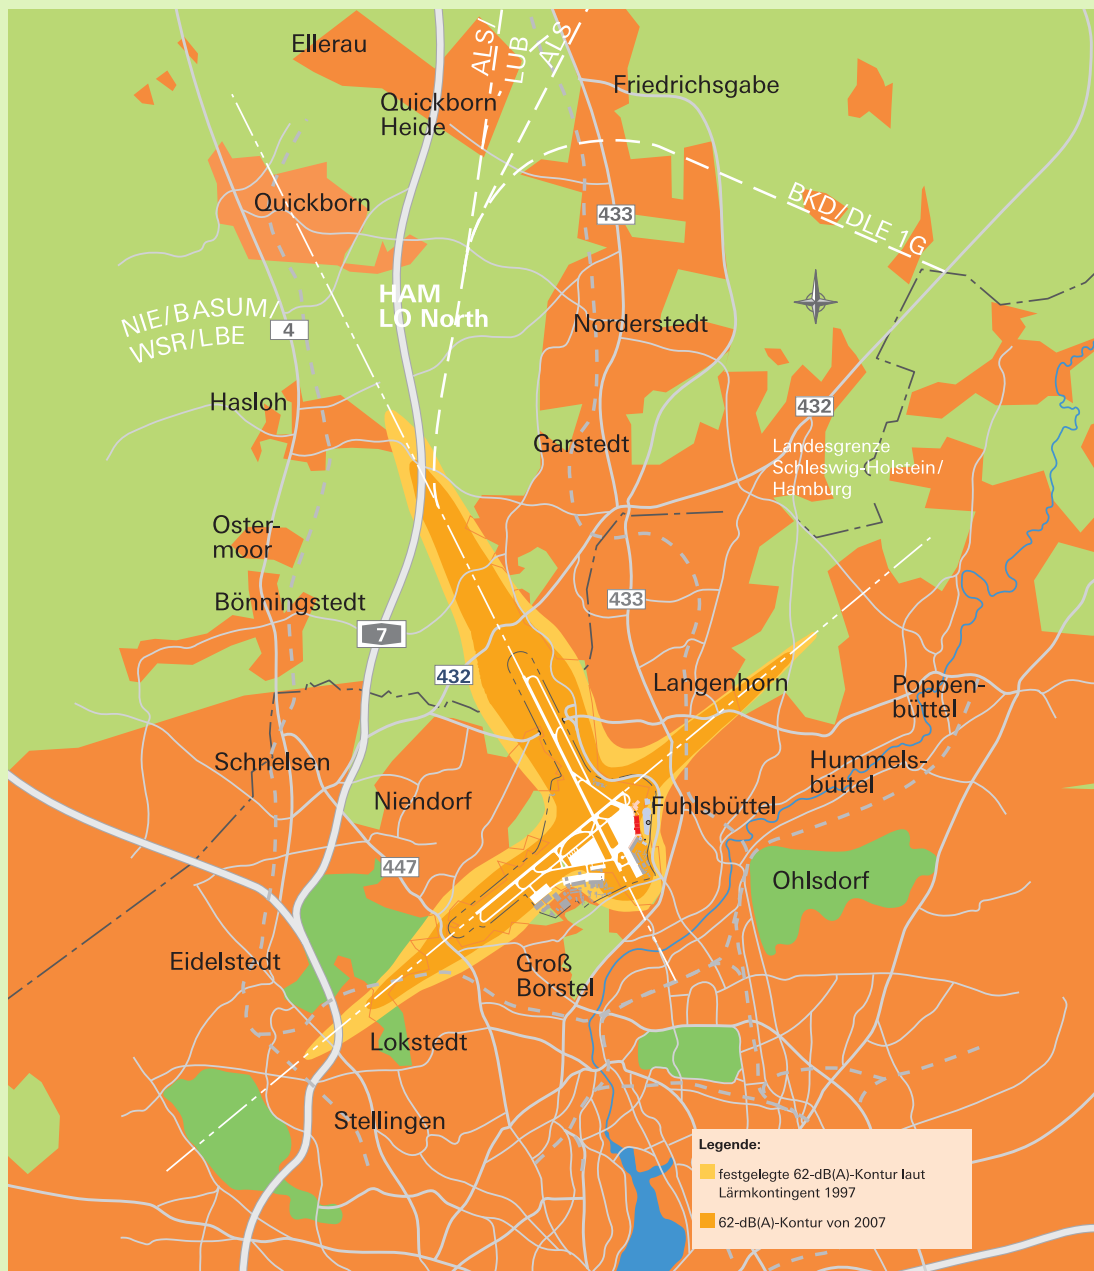 Ellerau
ALS/
LUB
ALS
Friedrichsgabe
Quickborn
Heide
Quickborn
433
BKD/DLE 1G
HAM
LO North
NIE/BASUM/
WSR/LBE
4
Norderstedt
Hasloh
432
Garstedt
Landesgrenze
Schleswig-Holstein/
Hamburg
Oster-
moor
Bönningstedt
433
7
432
Langenhorn
Poppen-
büttel
Schnelsen
Hummels-
büttel
Niendorf
Fuhlsbüttel
447
Ohlsdorf
Eidelstedt
Groß
Borstel
Lokstedt
Stellingen
Legende:
festgelegte 62-dB(A)-Kontur laut
Lärmkontingent 1997
62-dB(A)-Kontur von 2007